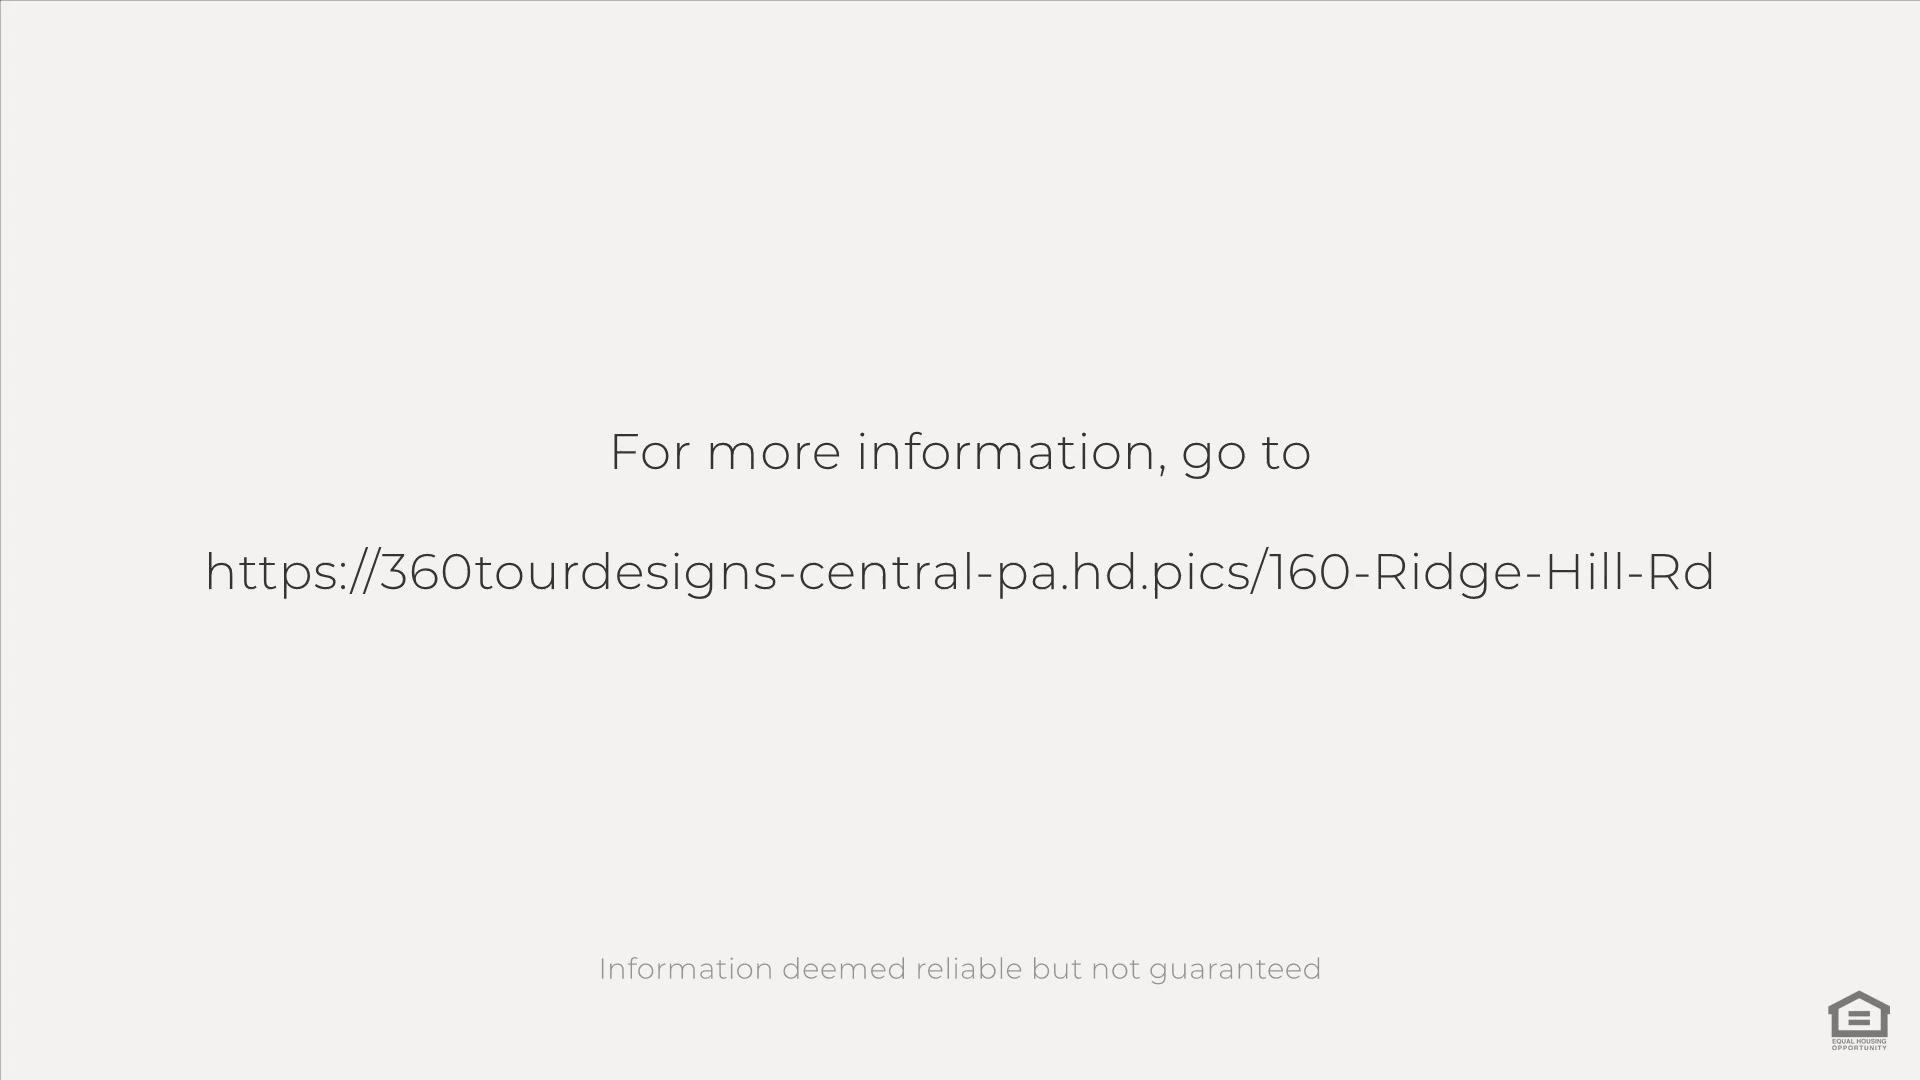 For more information, go to
https://360tourdesigns-central-pa.hd.pics/160-Ridge-Hill-Rd
Information deemed reliable but not guaranteed
EQUAL HOUSING
OPPORTUNITY